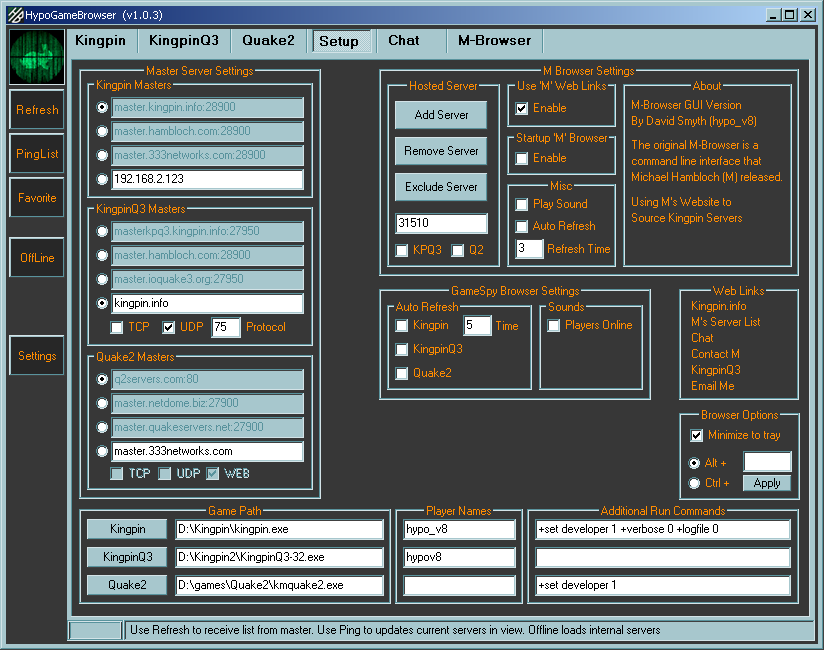 HypoGameBrowser (v1.0.3)
Kingpin KingpinQ3 Quake2 Setup Chat M-Browser
Refresh
PingList
Favorite
OffLine
Settings
Master Server Settings
Kingpin Masters
master.kingpin.info:28900
master.hambloch.com:28900
master.333networks.com:28900
192.168.2.123
KingpinQ3 Masters
masterkpq3.kingpin.info:27950
master.hambloch.com:28900
master.ioquake3.org:27950
kingpin.info
TCP UDP 75 Protocol
Quake2 Masters
q2servers.com:80
master.netdome.biz:27900
master.quakeservers.net:27900
master.333networks.com
TCP UDP WEB
M Browser Settings
Hosted Server
Add Server
Remove Server
Exclude Server
31510
KPQ3 Q2
Use 'M' Web Links
Enable
Startup 'M' Browser
Enable
Misc
Play Sound
Auto Refresh
3 Refresh Time
About
M-Browser GUI Version
By David Smyth (hypo_v8)
The original M-Browser is a
command line interface that
Michael Hambloch (M) released.
Using M's Website to
Source Kingpin Servers
GameSpy Browser Settings
Auto Refresh
Kingpin 5 Time
KingpinQ3
Quake2
Sounds
Players Online
Web Links
Kingpin.info
M's Server List
Chat
Contact M
KingpinQ3
Email Me
Browser Options
Minimize to tray
Alt +
Ctrl + Apply
Game Path
Kingpin D:\Kingpin\kingpin.exe
KingpinQ3 D:\Kingpin2\KingpinQ3-32.exe
Quake2 D:\games\Quake2\kmquake2.exe
Player Names
hypo_v8
hypov8
Additional Run Commands
+set developer 1 +verbose 0 +logfile 0
+set developer 1
Use Refresh to receive list from master. Use Ping to updates current servers in view. Offline loads internal servers